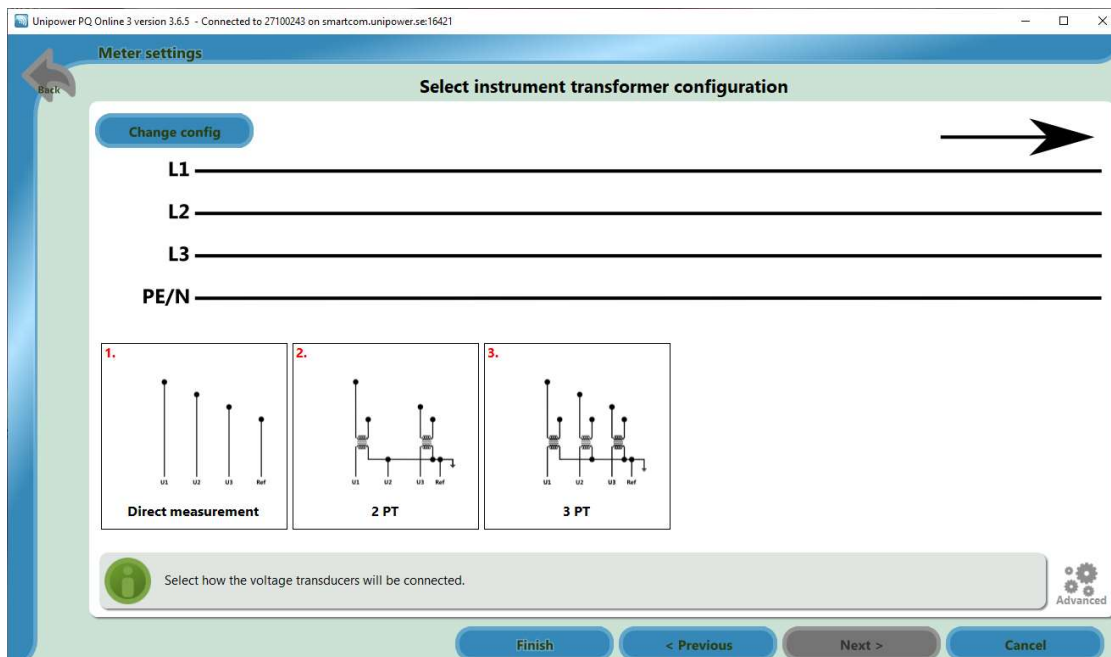 Unipower PQ Online 3 version 3.6.5 - Connected to 27100243 on smartcom.unipower.se:16421
Meter settings
Back
Select instrument transformer configuration
Change config
L1
L2
L3
PE/N
1.
2.
3.
U1 U2 U3 Ref
U1 U2 U3 Ref
U1 U2 U3 Ref
Direct measurement
2 PT
3 PT
Select how the voltage transducers will be connected.
Advanced
Finish
< Previous
Next >
Cancel